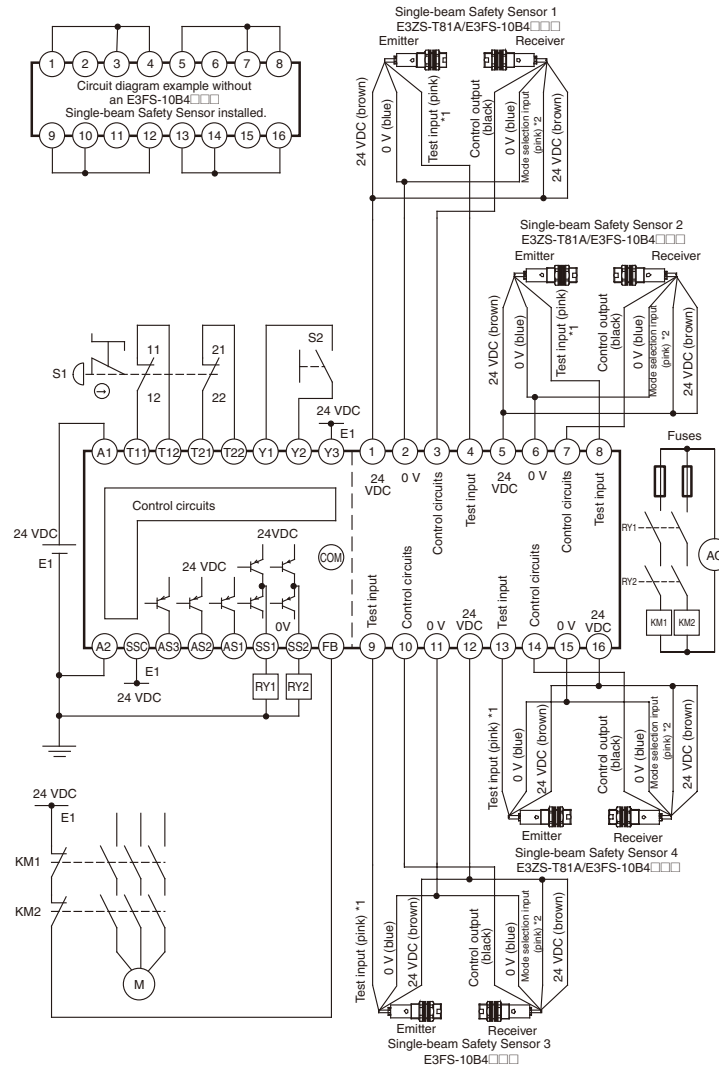 Single-beam Safety Sensor 1
E3ZS-T81A/E3FS-10B4□□□
Emitter
Receiver
1 2 3 4 5 6 7 8
Circuit diagram example without
an E3FS-10B4□□□
Single-beam Safety Sensor installed.
9 10 11 12 13 14 15 16
24 VDC (brown)
0 V (blue)
Test input (pink)
*1
Control output
(black)
0 V (blue)
Mode selection input
(pink) *2
24 VDC (brown)
Single-beam Safety Sensor 2
E3ZS-T81A/E3FS-10B4□□□
Emitter
Receiver
24 VDC (brown)
0 V (blue)
Test input (pink)
*1
Control output
(black)
0 V (blue)
Mode selection input
(pink) *2
24 VDC (brown)
S1
11
12
21
22
S2
24 VDC
E1
A1 T11 T12 T21 T22 Y1 Y2 Y3 1 2 3 4 5 6 7 8
24
VDC
0 V
Control circuits
Test input
24
VDC
0 V
Control circuits
Test input
Fuses
RY1
RY2
KM1
KM2
AC
Control circuits
24 VDC
E1
24 VDC
24VDC
COM
0V
Test input
Control circuits
0 V
24
VDC
Test input
Control circuits
0 V
24
VDC
A2 SSC AS3 AS2 AS1 SS1 SS2 FB 9 10 11 12 13 14 15 16
E1
24 VDC
RY1
RY2
Test input (pink) *1
0 V (blue)
24 VDC (brown)
Control output
(black)
0 V (blue)
Mode selection input
(pink) *2
24 VDC (brown)
Emitter
Receiver
Single-beam Safety Sensor 4
E3ZS-T81A/E3FS-10B4□□□
24 VDC
E1
KM1
KM2
M
Test input (pink) *1
0 V (blue)
24 VDC (brown)
Control output
(black)
0 V (blue)
Mode selection input
(pink) *2
24 VDC (brown)
Emitter
Receiver
Single-beam Safety Sensor 3
E3FS-10B4□□□